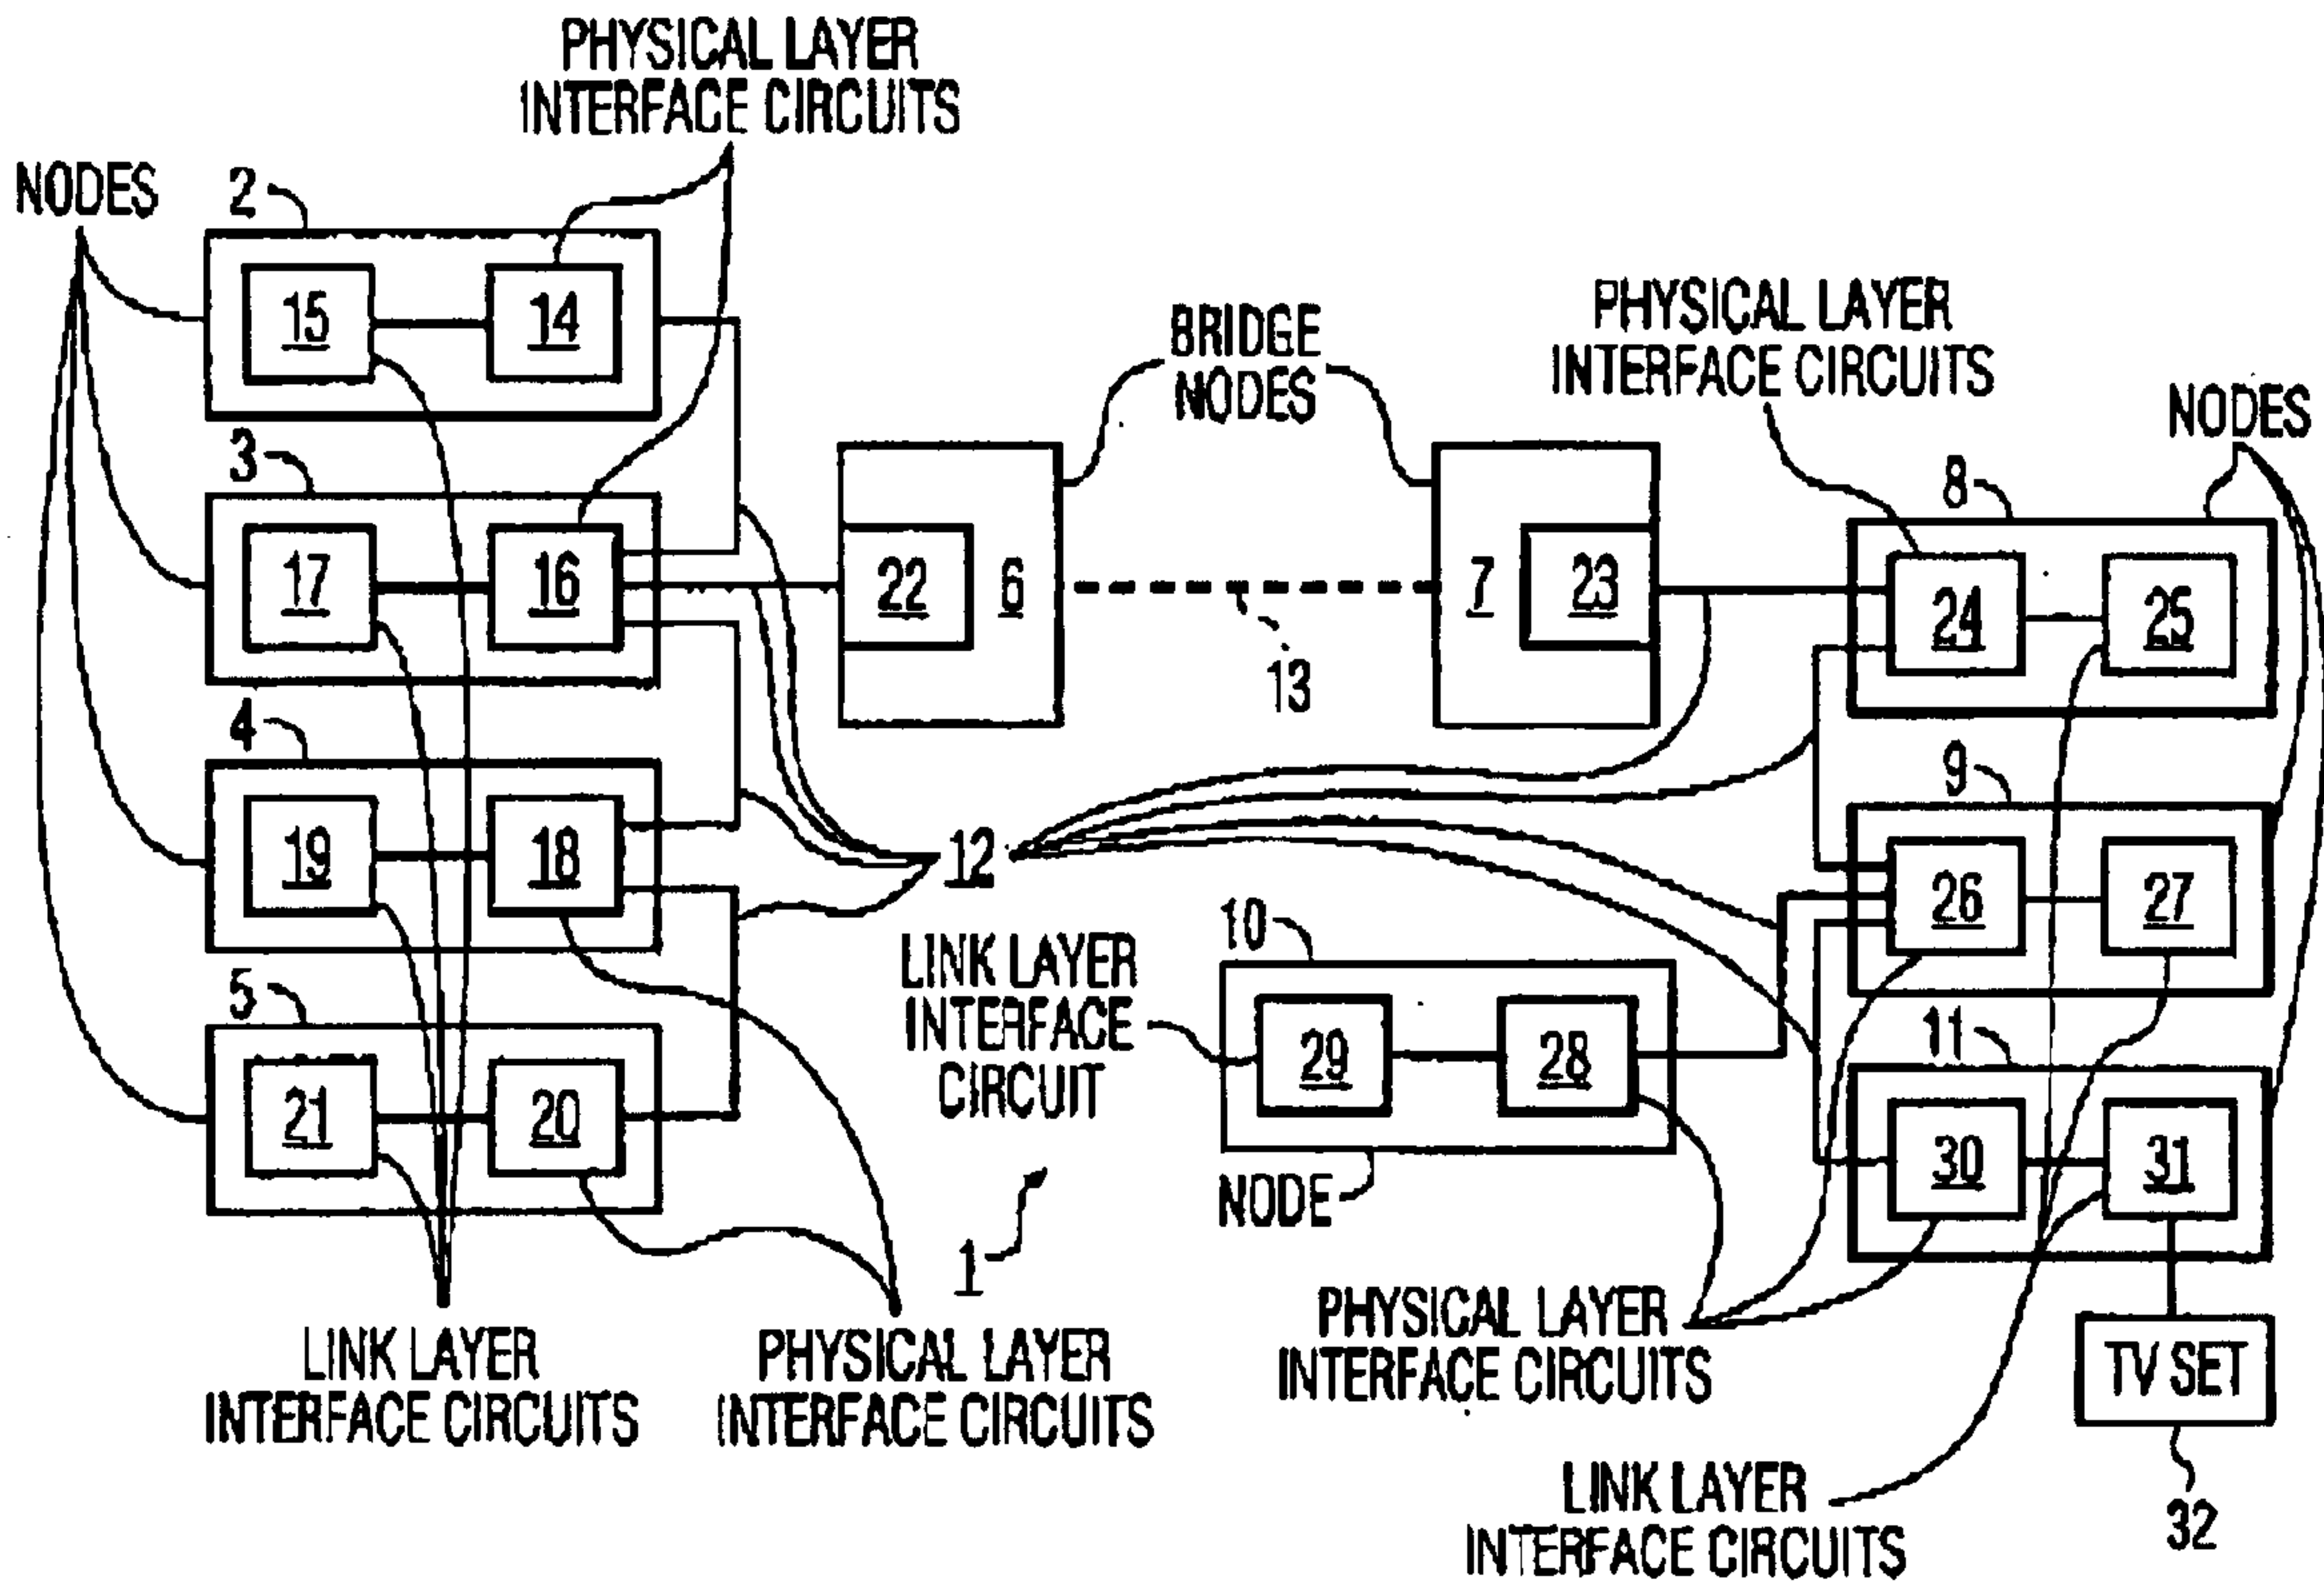 PHYSICAL LAYER
INTERFACE CIRCUITS
NODES
2
15
14
3
17
16
4
19
18
5
21
20
LINK LAYER
INTERFACE CIRCUITS
PHYSICAL LAYER
INTERFACE CIRCUITS
BRIDGE
NODES
22
6
13
7
23
12
1
LINK LAYER
INTERFACE
CIRCUIT
10
29
28
NODE
PHYSICAL LAYER
INTERFACE CIRCUITS
NODES
8
24
25
9
26
27
11
30
31
TV SET
32
PHYSICAL LAYER
INTERFACE CIRCUITS
LINK LAYER
INTERFACE CIRCUITS